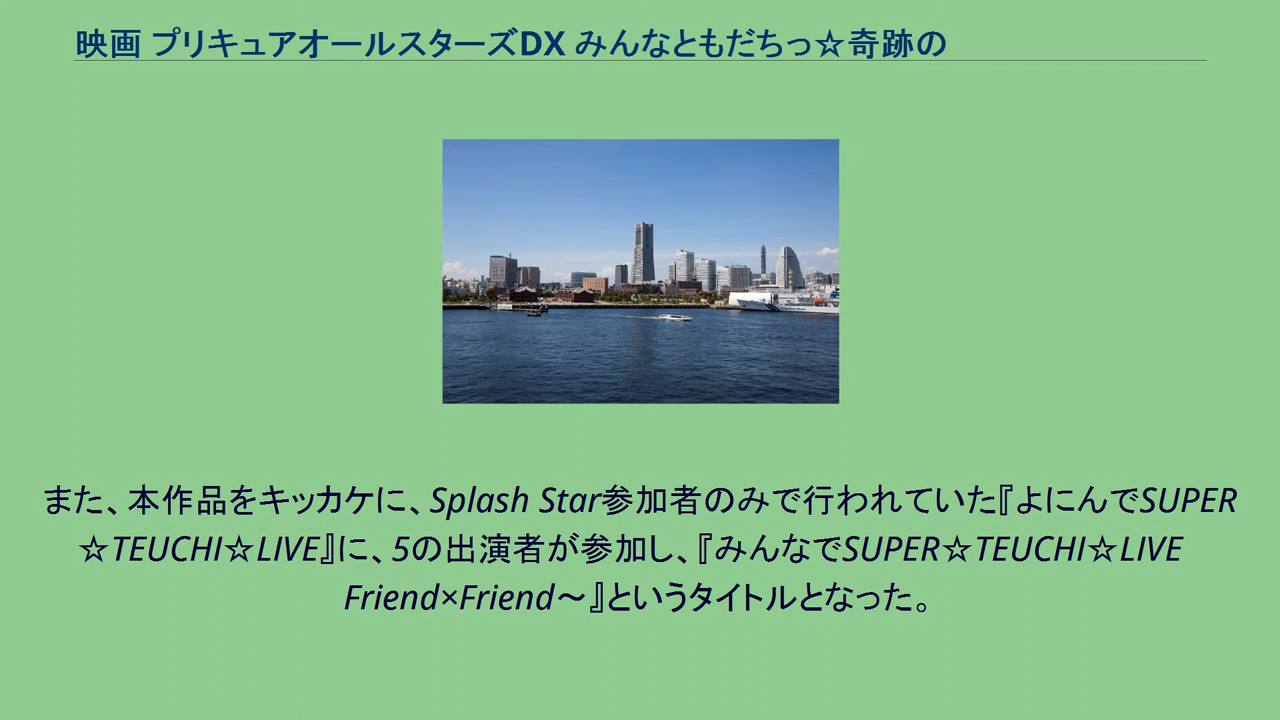 映画 プリキュアオールスターズDX みんなともだちっ☆奇跡の
また、本作品をキッカケに、Splash Star参加者のみで行われていた『よにんでSUPER
☆TEUCHI☆LIVE』に、5の出演者が参加し、『みんなでSUPER☆TEUCHI☆LIVE
Friend×Friend〜』というタイトルとなった。